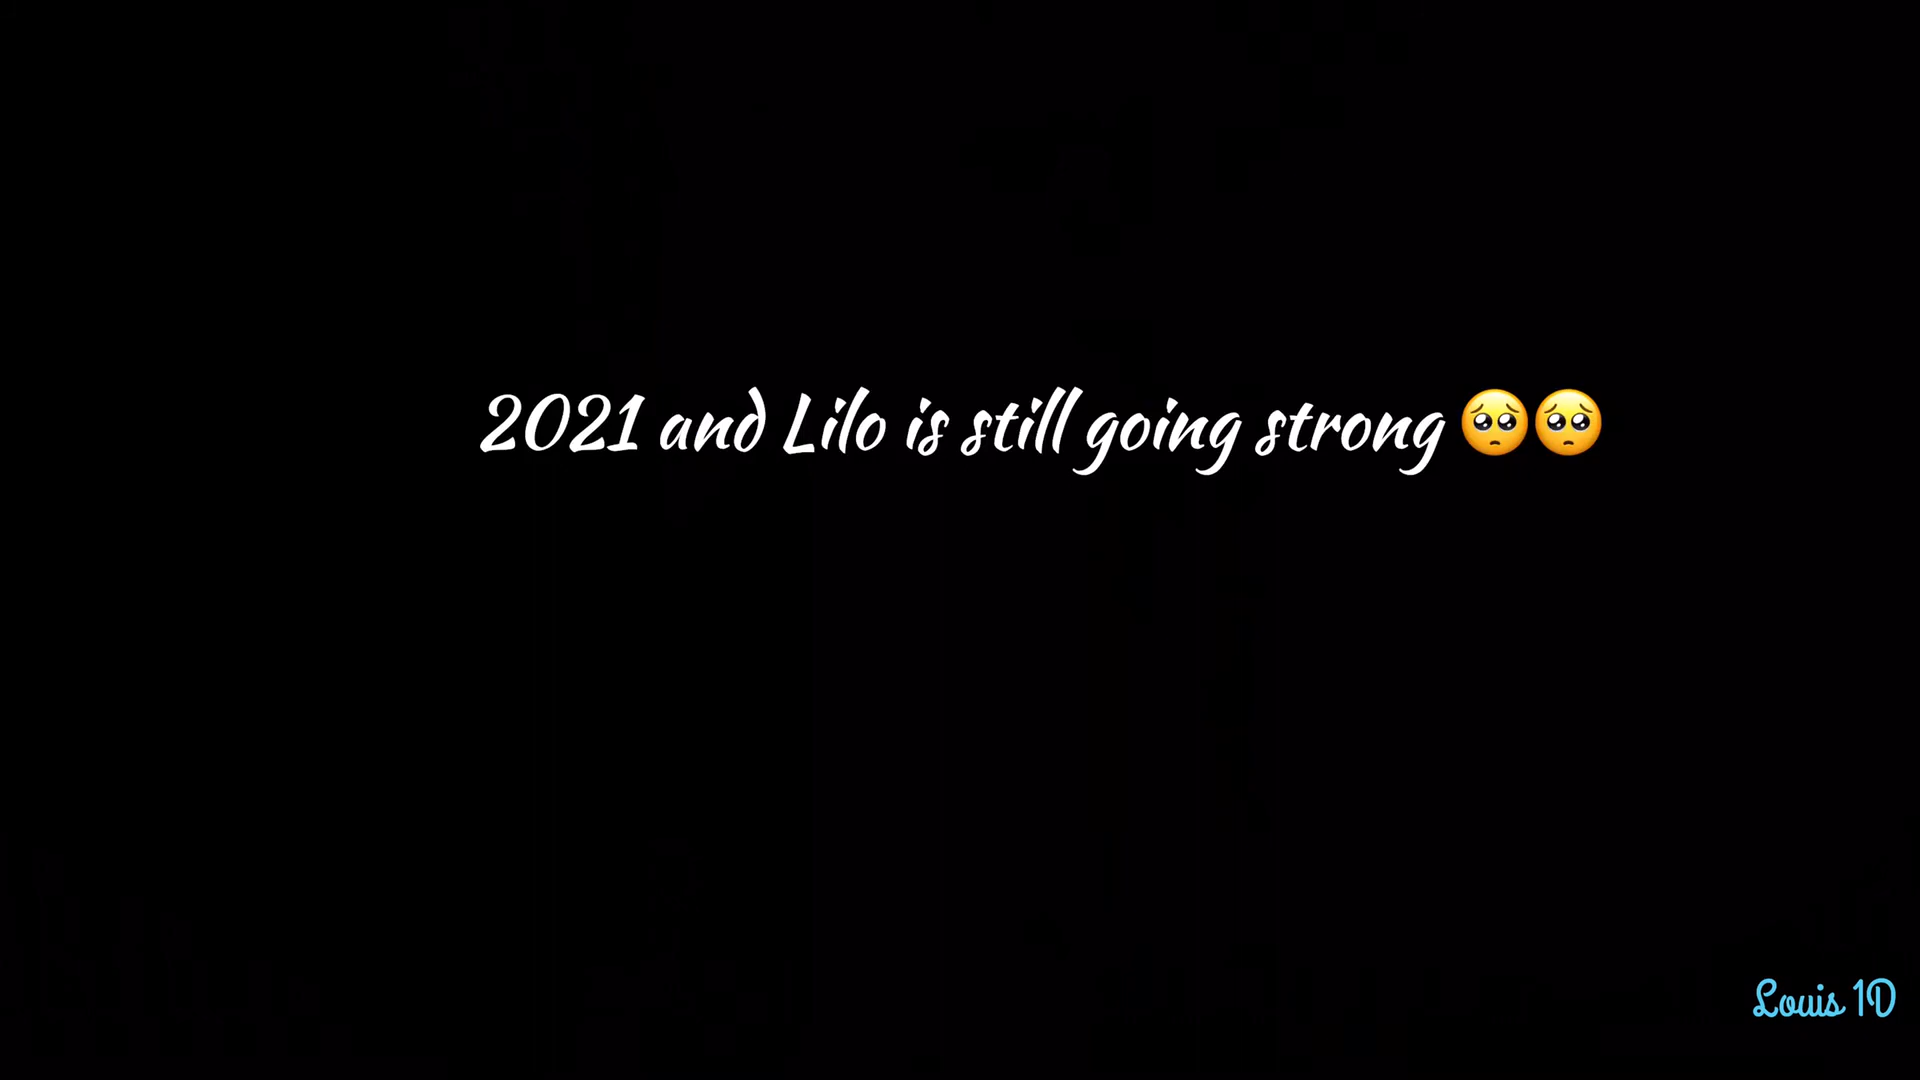 2021 and Lilo is still going strong 🥺🥺
Louis 1D